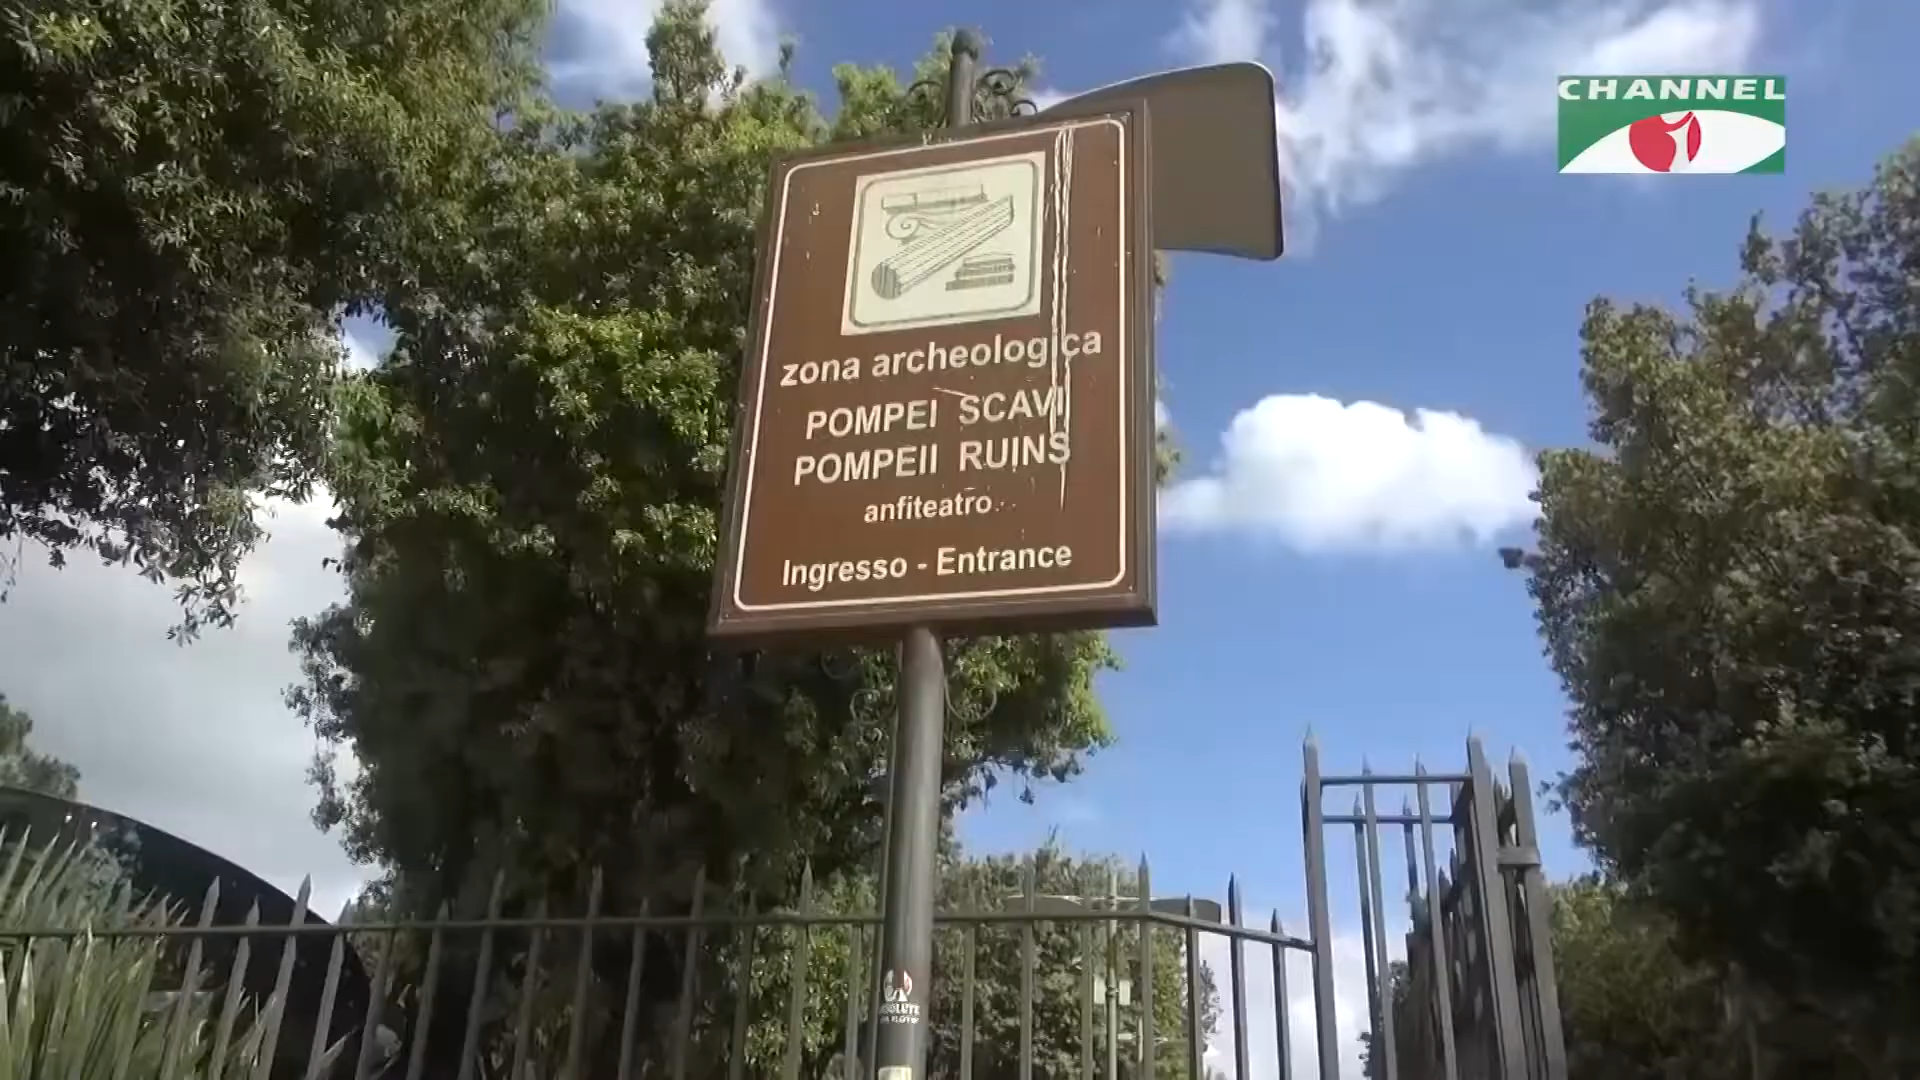 CHANNEL
zona archeologica
POMPEI SCAVI
POMPEII RUINS
anfiteatro
Ingresso - Entrance